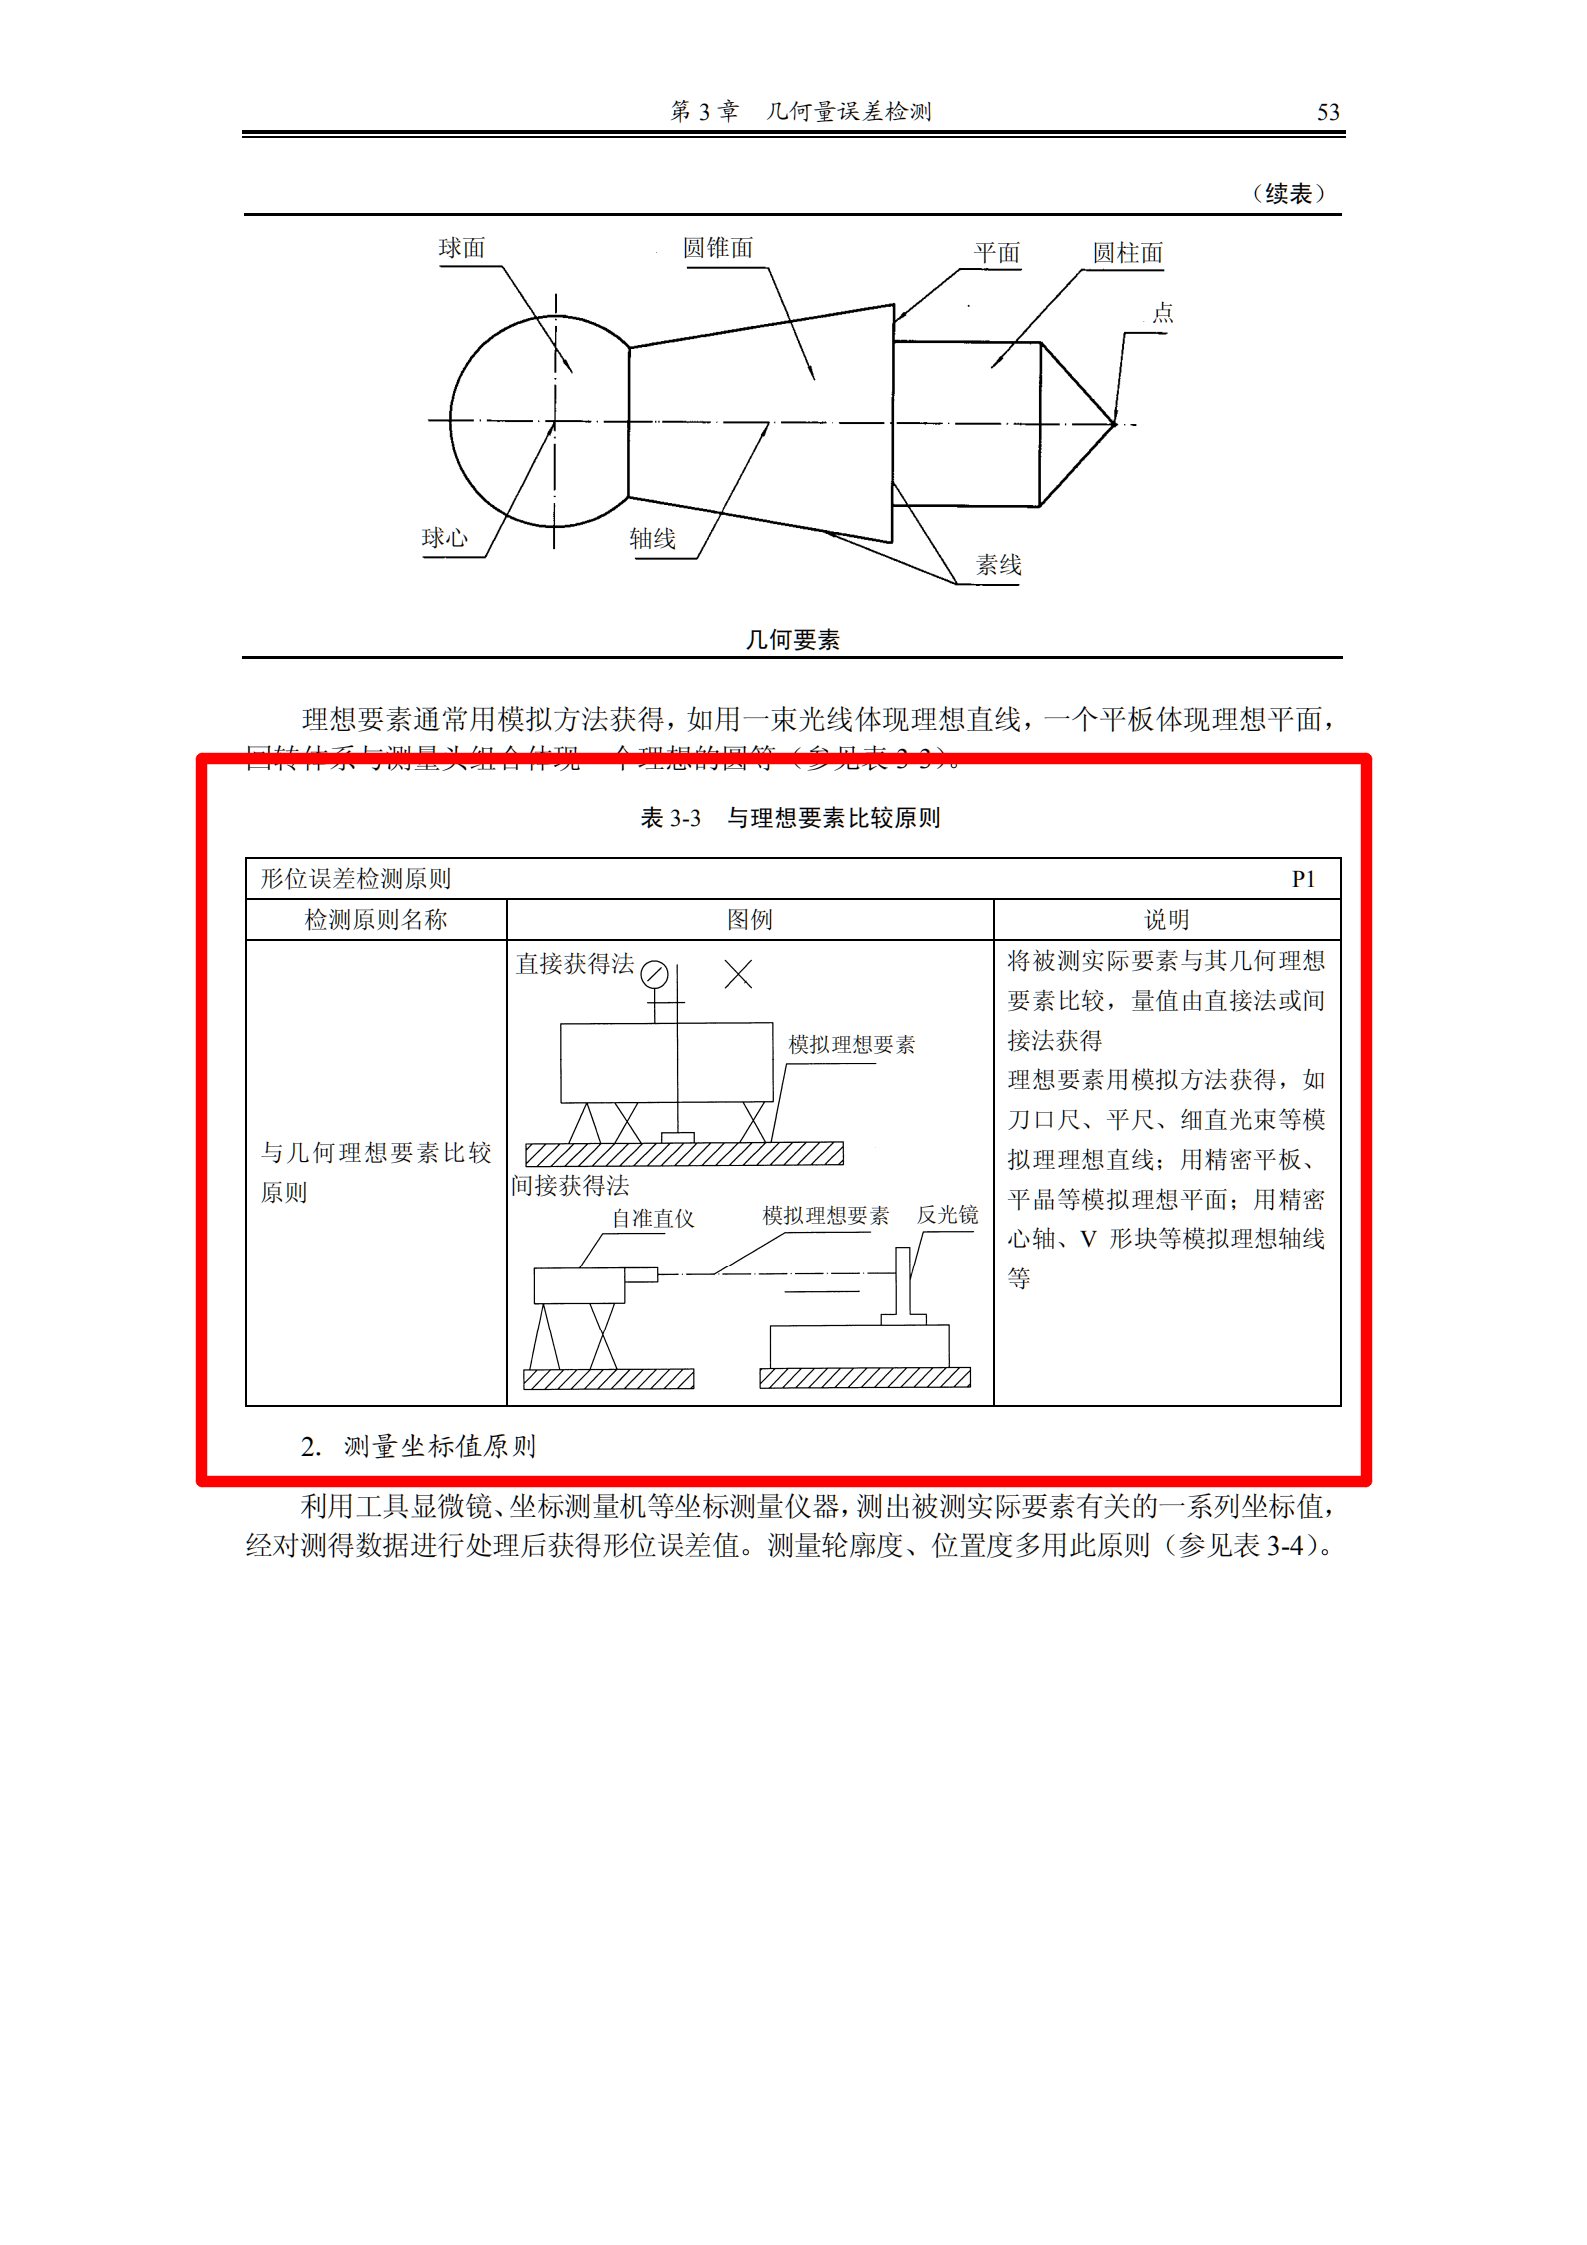 第 3 章　几何量误差检测　53
（续表）
球面　圆锥面　平面　圆柱面
点
球心　轴线
素线
几何要素
理想要素通常用模拟方法获得，如用一束光线体现理想直线，一个平板体现理想平面，
回转体系与测量头组合体现一个理想的圆等（参见表 3-3）。
表 3-3　与理想要素比较原则
形位误差检测原则　P1
检测原则名称　图例　说明
与几何理想要素比较
原则
直接获得法
模拟理想要素
间接获得法
自准直仪　模拟理想要素　反光镜
将被测实际要素与其几何理想
要素比较，量值由直接法或间
接法获得
理想要素用模拟方法获得，如
刀口尺、平尺、细直光束等模
拟理理想直线；用精密平板、
平晶等模拟理想平面；用精密
心轴、V 形块等模拟理想轴线
等
2．测量坐标值原则
利用工具显微镜、坐标测量机等坐标测量仪器，测出被测实际要素有关的一系列坐标值，
经对测得数据进行处理后获得形位误差值。测量轮廓度、位置度多用此原则（参见表 3-4）。